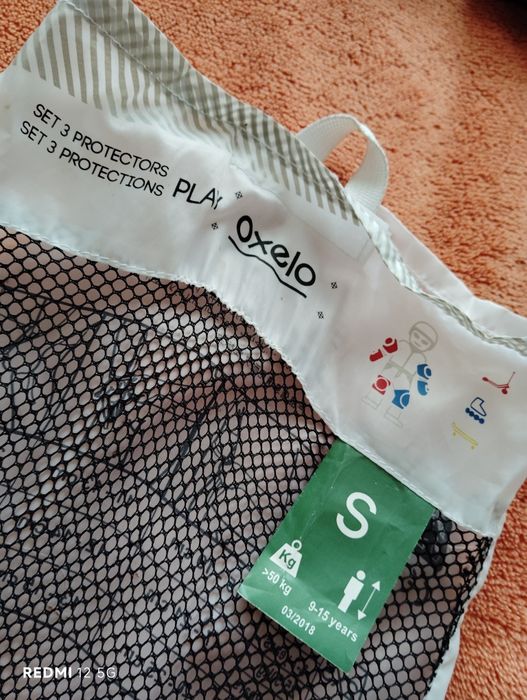 SET 3 PROTECTORS
SET 3 PROTECTIONS PLAY
oxelo
S
Kg
>50 kg
9-15 years
03/2018
REDMI 12 5G